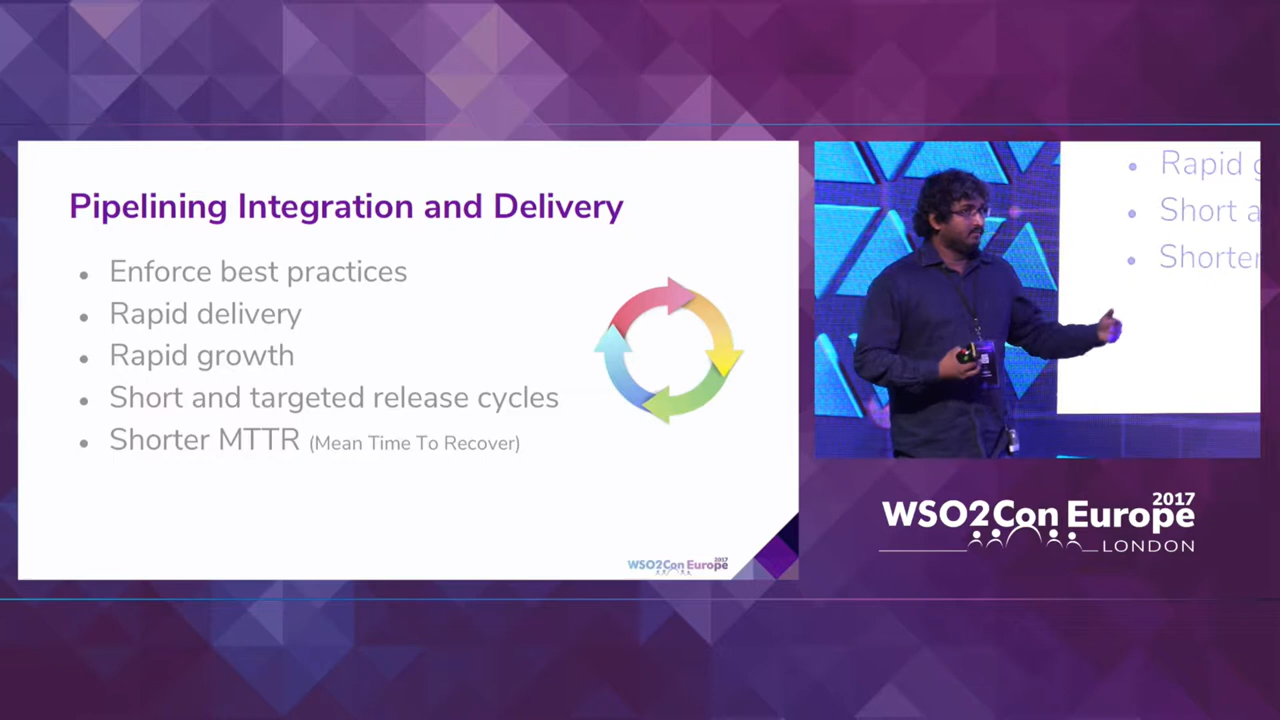 Pipelining Integration and Delivery
• Enforce best practices
• Rapid delivery
• Rapid growth
• Short and targeted release cycles
• Shorter MTTR (Mean Time To Recover)
WSO2Con Europe 2017
• Rapid g
• Short a
• Shorter
WSO2Con Europe 2017
LONDON